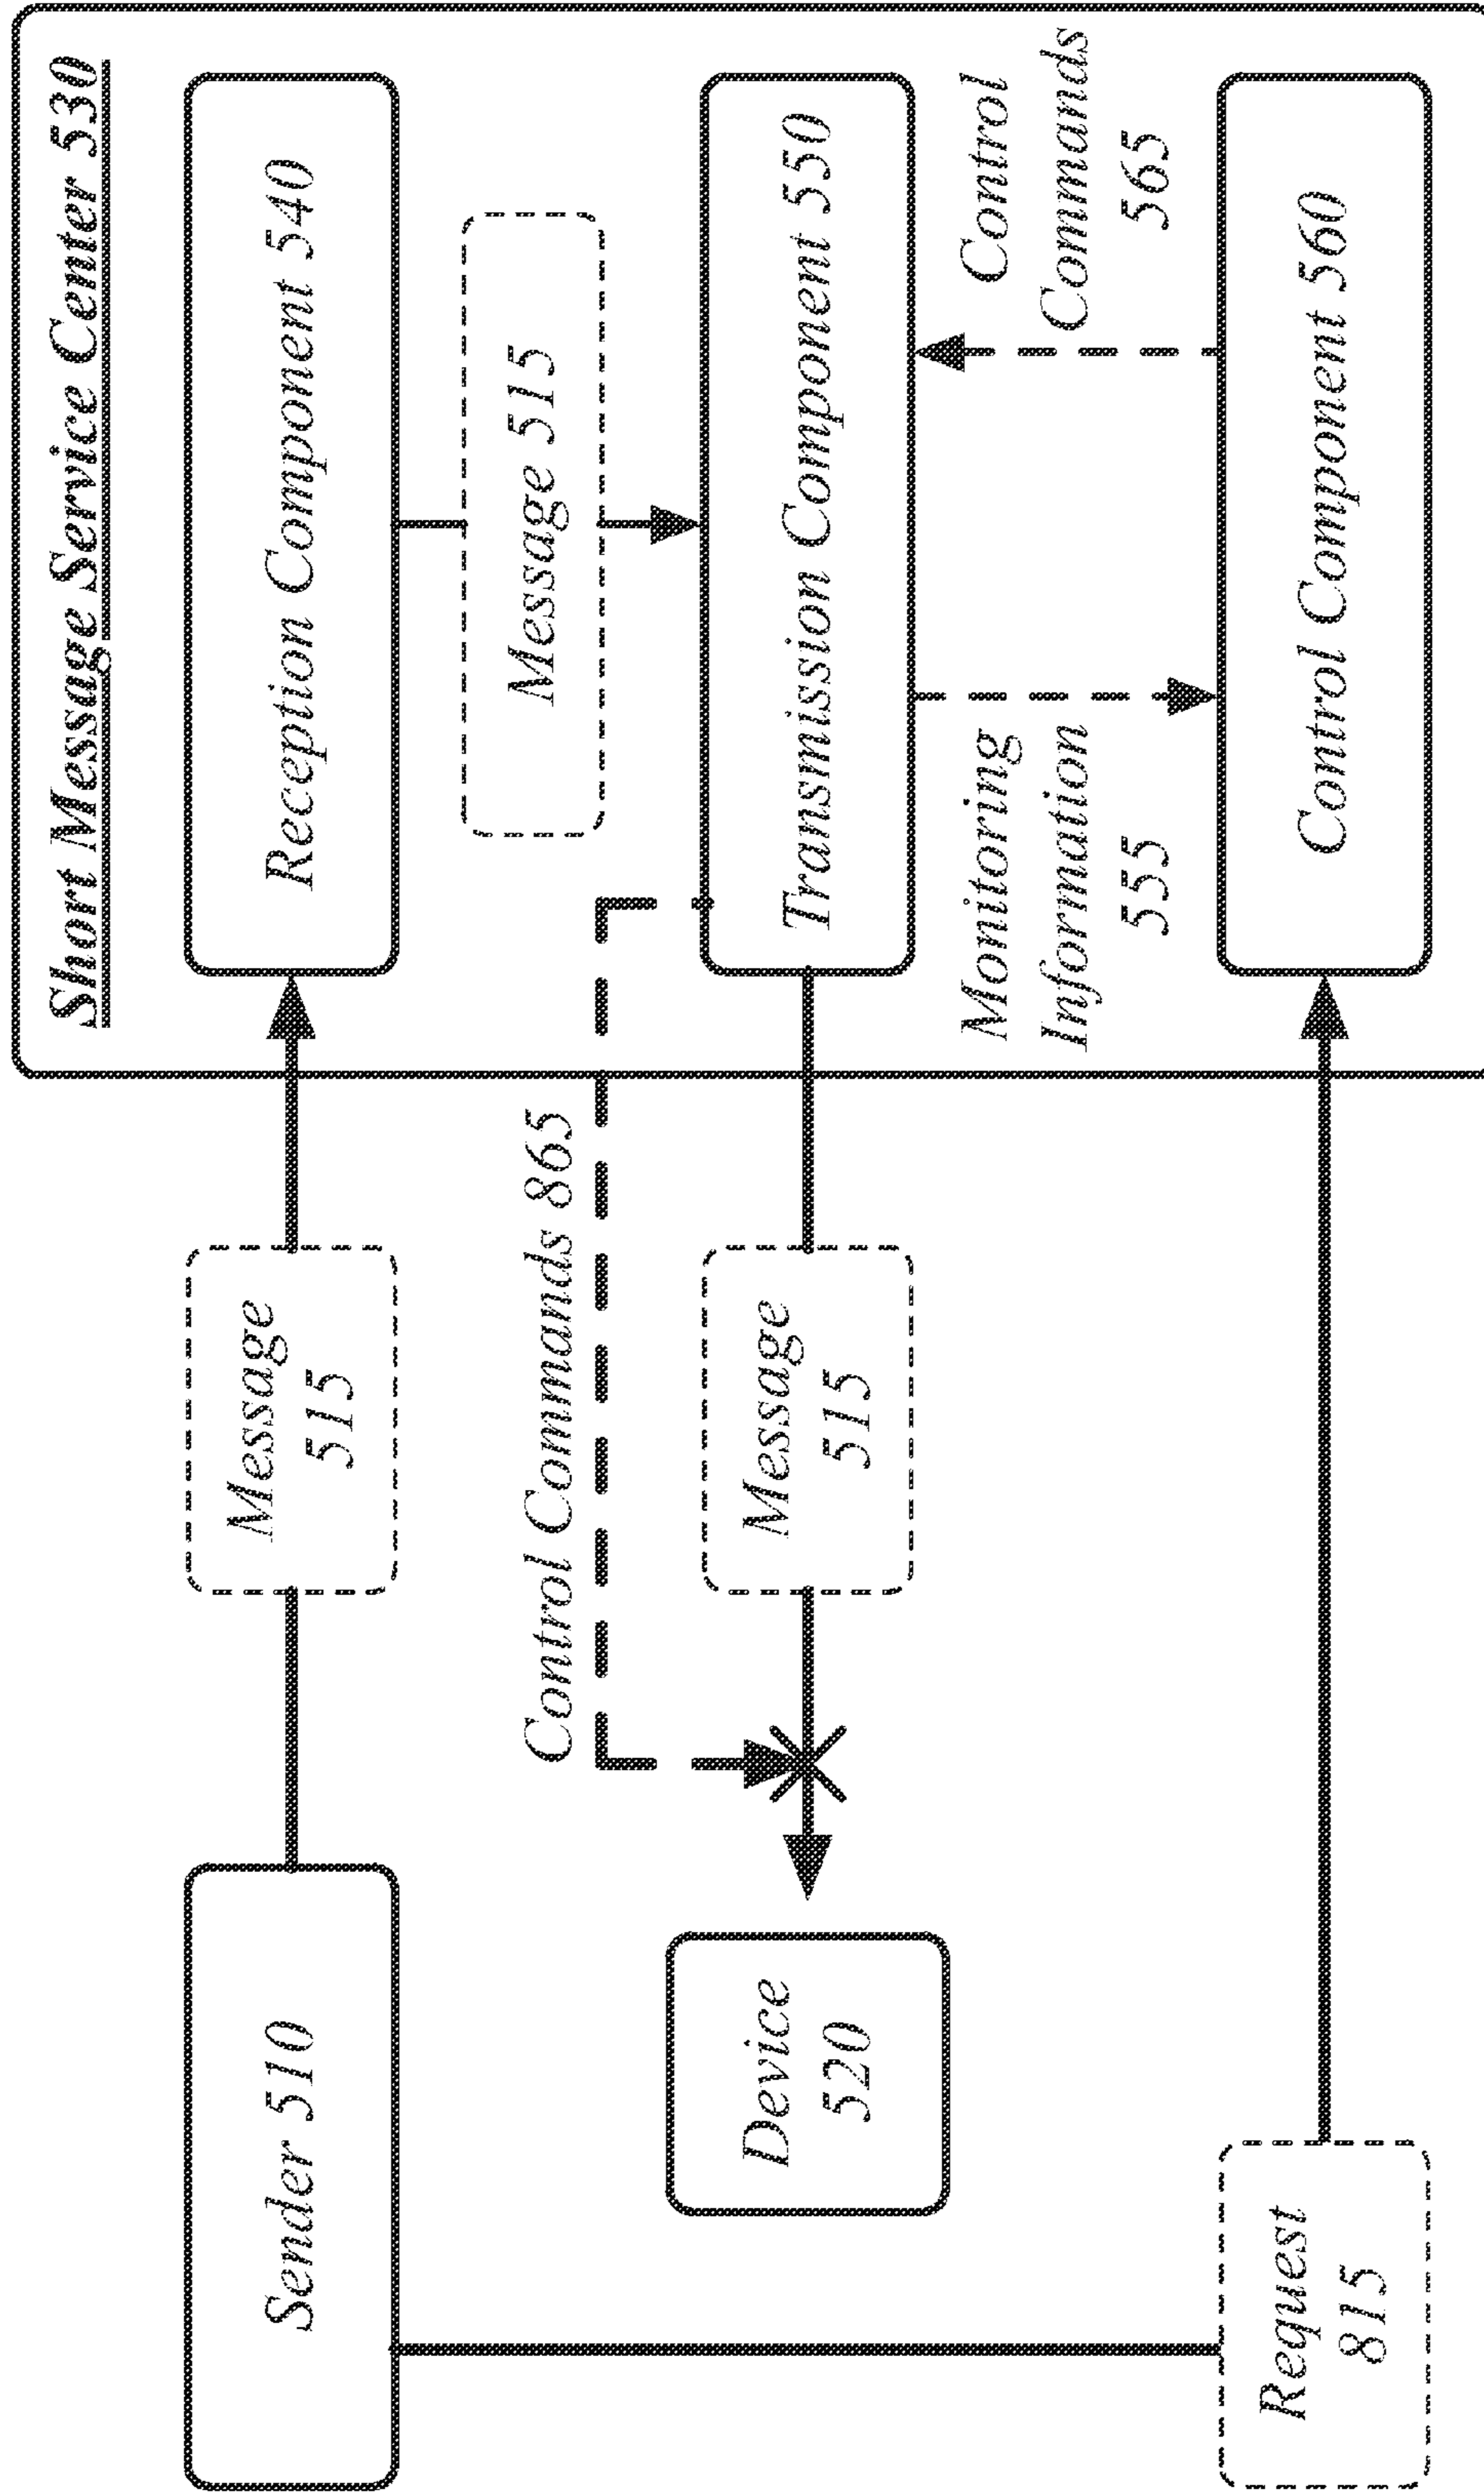 Short Message Service Center 530
Sender 510
Message
515
Reception Component 540
Message 515
Control Commands 865
Device
520
Message
515
Transmission Component 550
Monitoring
Information
555
Control
Commands
565
Request
815
Control Component 560